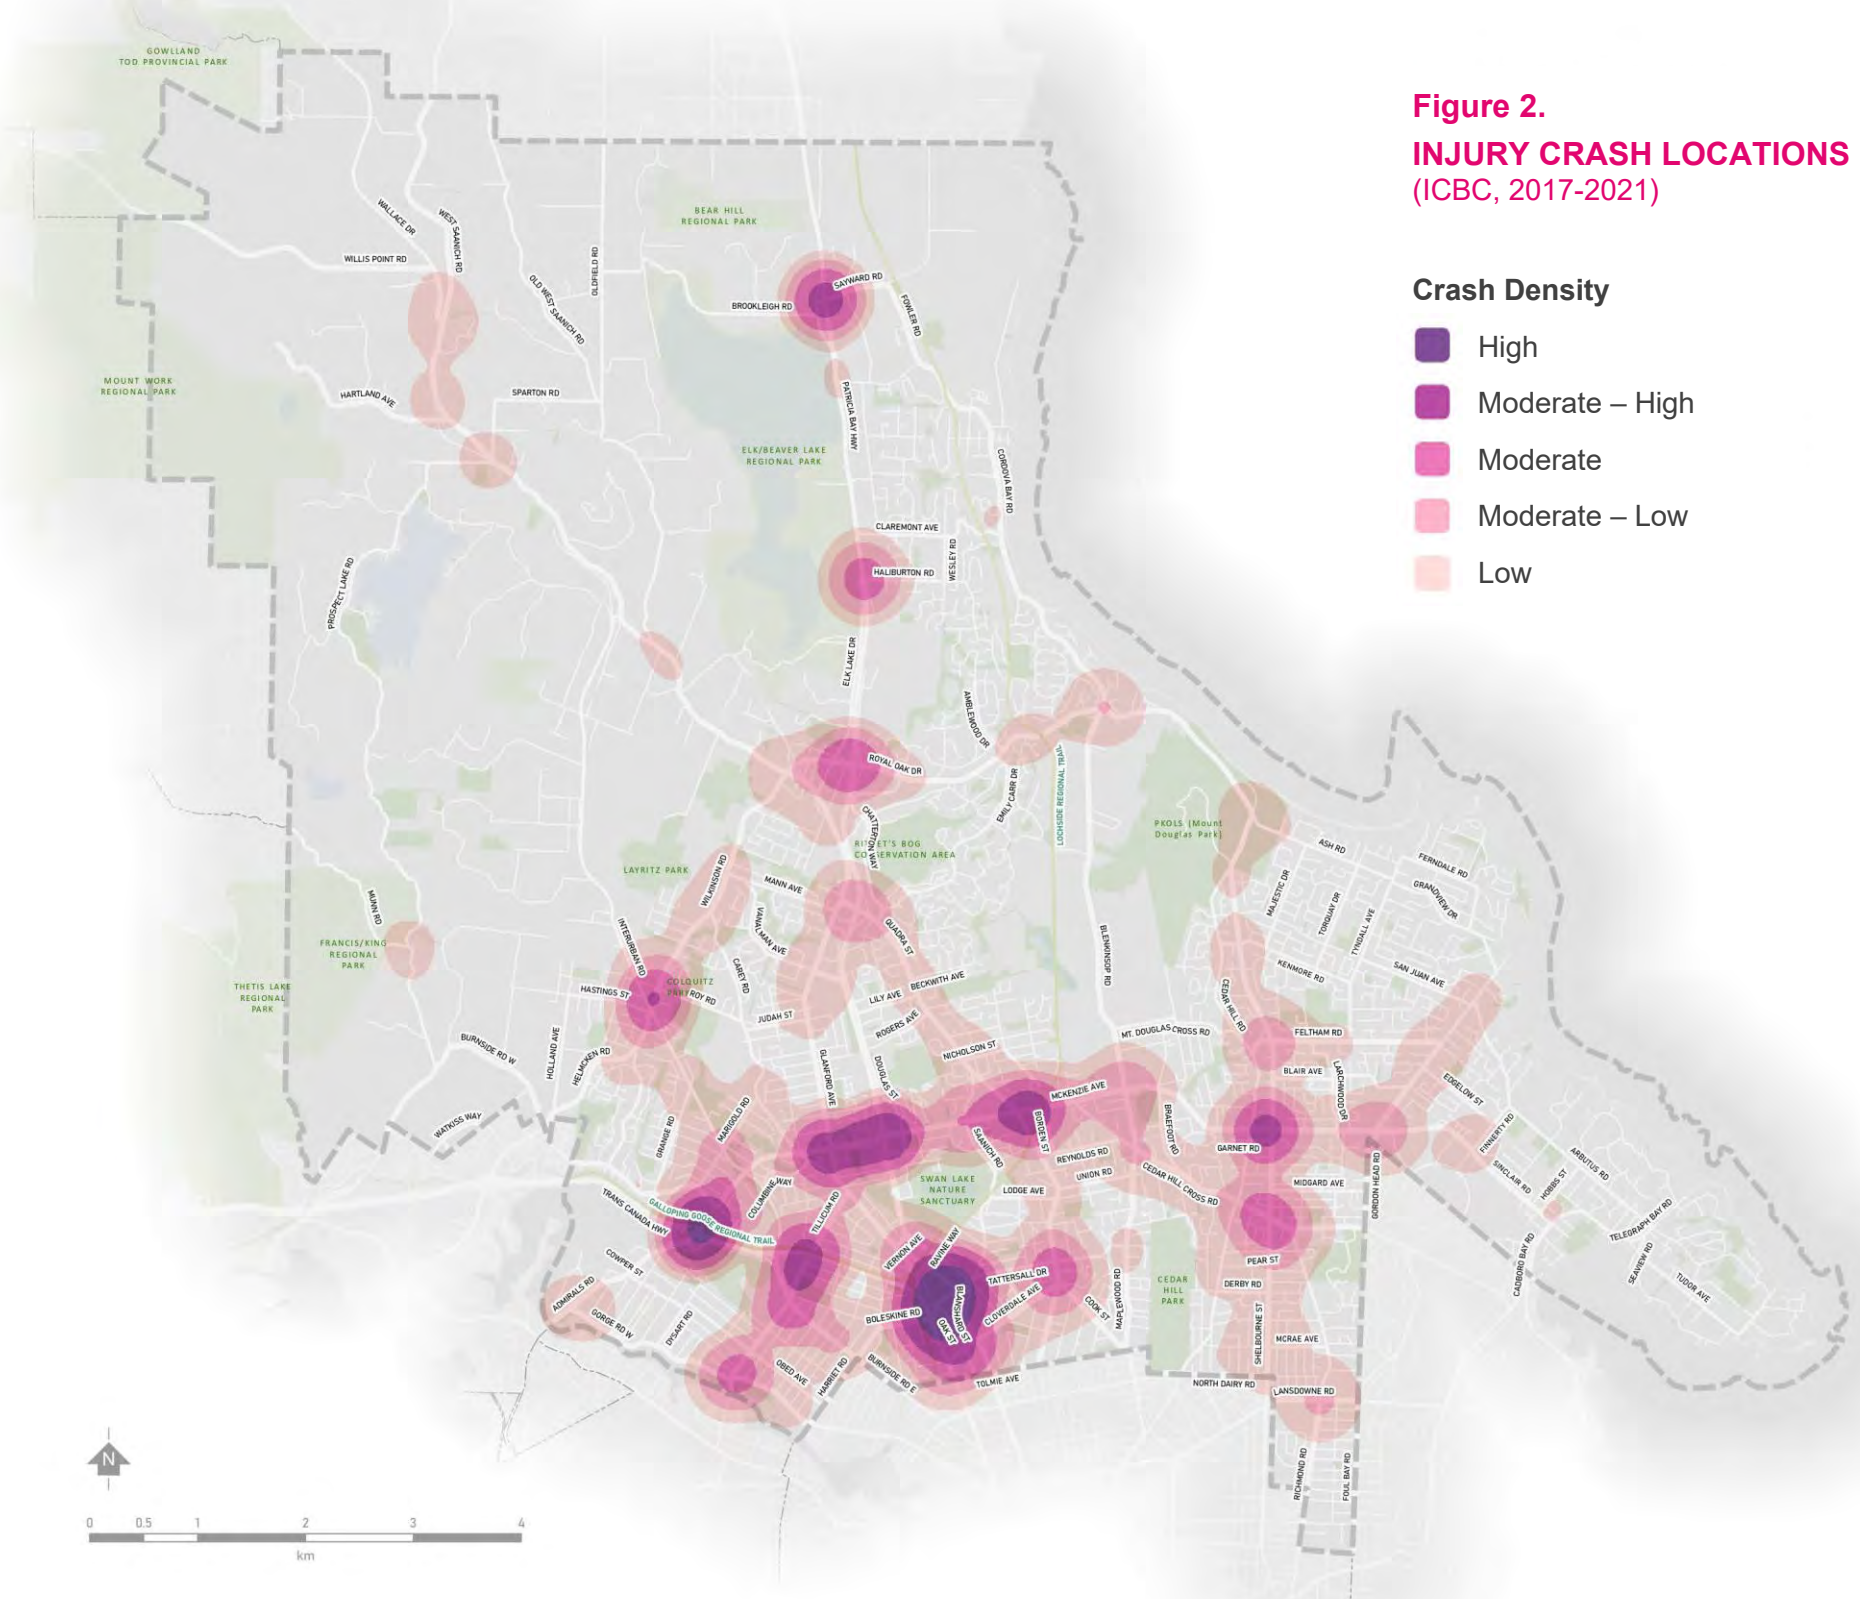 Figure 2.
INJURY CRASH LOCATIONS
(ICBC, 2017-2021)
Crash Density
High
Moderate – High
Moderate
Moderate – Low
Low
GOWLLAND
TOD PROVINCIAL PARK
BEAR HILL
REGIONAL PARK
WALLACE DR
WEST SAANICH RD
WILLIS POINT RD
OLD WEST SAANICH RD
OLDFIELD RD
SAYWARD RD
BROOKLEIGH RD
FOWLER RD
MOUNT WORK
REGIONAL PARK
HARTLAND AVE
SPARTON RD
PATRICIA BAY HWY
ELK/BEAVER LAKE
REGIONAL PARK
CORDOVA BAY RD
CLAREMONT AVE
WESLEY RD
HALIBURTON RD
PROSPECT LAKE RD
ELK LAKE DR
AMBLEWOOD DR
ROYAL OAK DR
LOCHSIDE REGIONAL TRAIL
EMILY CARR DR
CHATTERTON WAY
PKOLS (Mount
Douglas Park)
RITHET'S BOG
CONSERVATION AREA
ASH RD
FERNDALE RD
GRANDVIEW DR
LAYRITZ PARK
WILKINSON RD
MANN AVE
MAJESTIC DR
TORQUAY DR
TYNDALL AVE
MUNN RD
VANALMAN AVE
QUADRA ST
BLENKINSOP RD
INTERURBAN RD
FRANCIS/KING
REGIONAL
PARK
THETIS LAKE
REGIONAL
PARK
CAREY RD
BECKWITH AVE
KENMORE RD
SAN JUAN AVE
COLQUITZ
PARK
ROY RD
HASTINGS ST
LILY AVE
CEDAR HILL RD
JUDAH ST
ROGERS AVE
MT. DOUGLAS CROSS RD
FELTHAM RD
BURNSIDE RD W
HOLLAND AVE
HELMCKEN RD
GLANFORD AVE
DOUGLAS ST
NICHOLSON ST
BLAIR AVE
LARCHWOOD DR
EDGELOW ST
MCKENZIE AVE
WATKISS WAY
GRANGE RD
MARIGOLD RD
BORDEN ST
BRAEFOOT RD
SAANICH RD
REYNOLDS RD
GARNET RD
FINNERTY RD
ARBUTUS RD
UNION RD
CEDAR HILL CROSS RD
SINCLAIR RD
HOBBS ST
SWAN LAKE
NATURE
SANCTUARY
LODGE AVE
MIDGARD AVE
GORDON HEAD RD
TRANS CANADA HWY
GALLOPING GOOSE REGIONAL TRAIL
COLUMBINE WAY
TILLICUM RD
TELEGRAPH BAY RD
CADBORO BAY RD
SEAVIEW RD
TUDOR AVE
COWPER ST
VERNON AVE
RAVINE WAY
PEAR ST
TATTERSALL DR
DERBY RD
CEDAR
HILL
PARK
ADMIRALS RD
GORGE RD W
DYSART RD
BOLESKINE RD
BLANSHARD ST
OAK ST
CLOVERDALE AVE
COOK ST
MAPLEWOOD RD
SHELBOURNE ST
MCRAE AVE
OBED AVE
HARRIET RD
BURNSIDE RD E
TOLMIE AVE
NORTH DAIRY RD
LANSDOWNE RD
RICHMOND RD
FOUL BAY RD
N
0 0.5 1 2 3 4
km